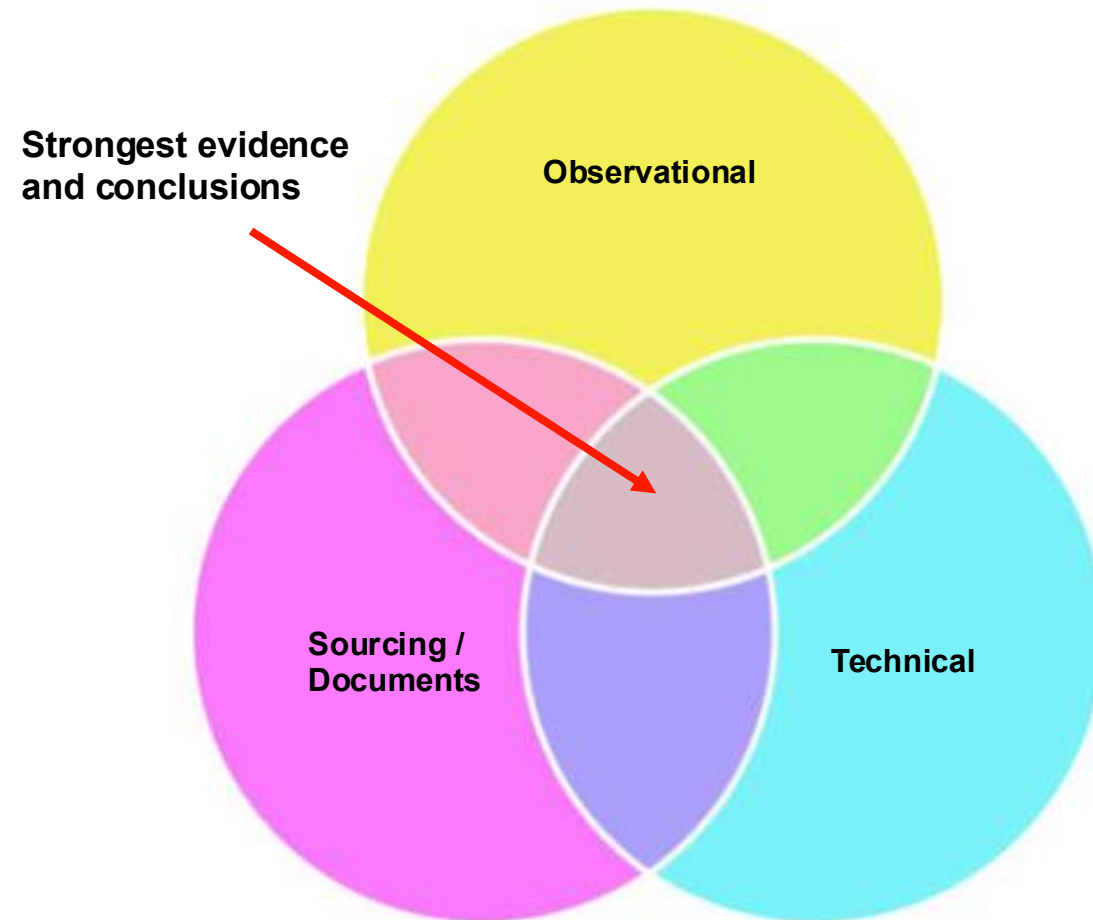 Strongest evidence
and conclusions
Observational
Sourcing /
Documents
Technical